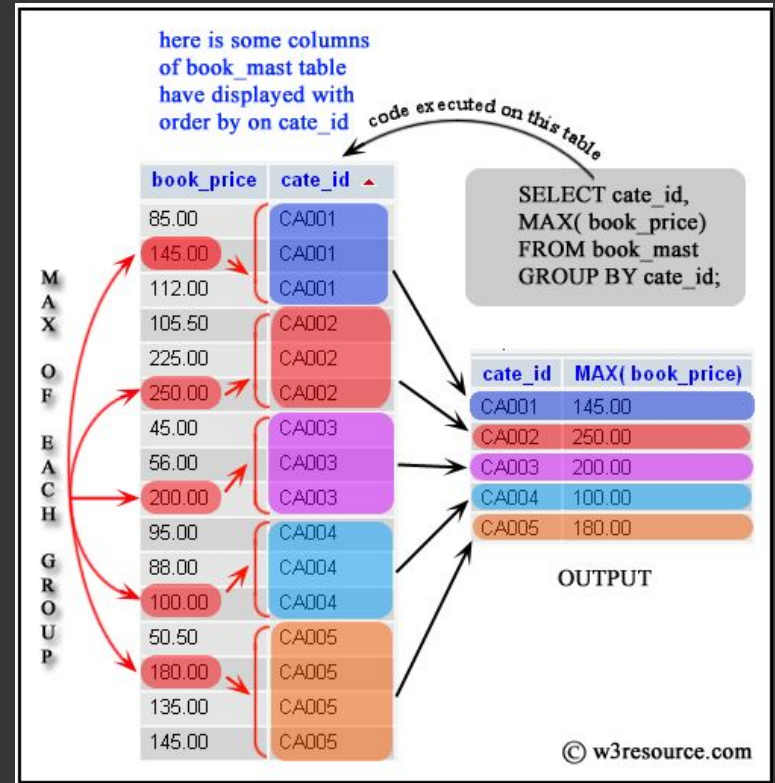 here is some columns
of book_mast table
have displayed with
order by on cate_id
code executed on this table
SELECT cate_id,
MAX( book_price)
FROM book_mast
GROUP BY cate_id;
book_price cate_id
85.00 CA001
145.00 CA001
112.00 CA001
105.50 CA002
225.00 CA002
250.00 CA002
45.00 CA003
56.00 CA003
200.00 CA003
95.00 CA004
88.00 CA004
100.00 CA004
50.50 CA005
180.00 CA005
135.00 CA005
145.00 CA005
MAX OF EACH GROUP
cate_id MAX( book_price)
CA001 145.00
CA002 250.00
CA003 200.00
CA004 100.00
CA005 180.00
OUTPUT
© w3resource.com